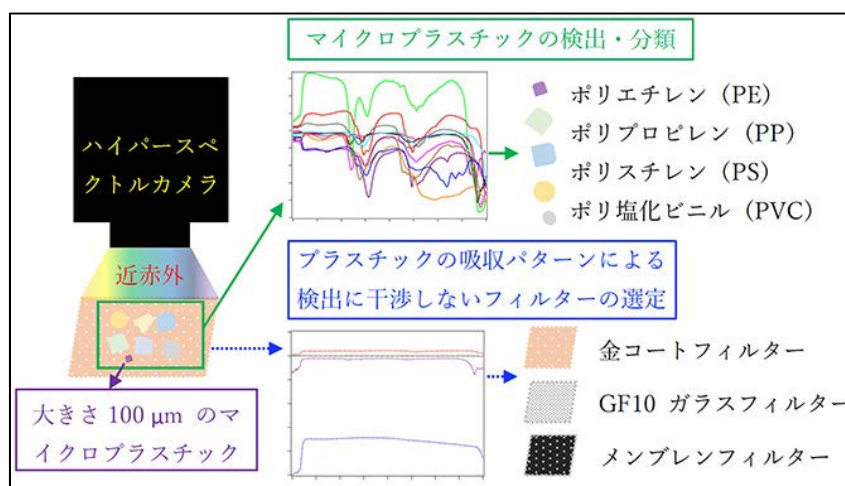 マイクロプラスチックの検出・分類
ハイパースペ
クトルカメラ
近赤外
ポリエチレン（PE）
ポリプロピレン（PP）
ポリスチレン（PS）
ポリ塩化ビニル（PVC）
プラスチックの吸収パターンによる
検出に干渉しないフィルターの選定
大きさ 100 μm のマ
イクロプラスチック
金コートフィルター
GF10 ガラスフィルター
メンブレンフィルター